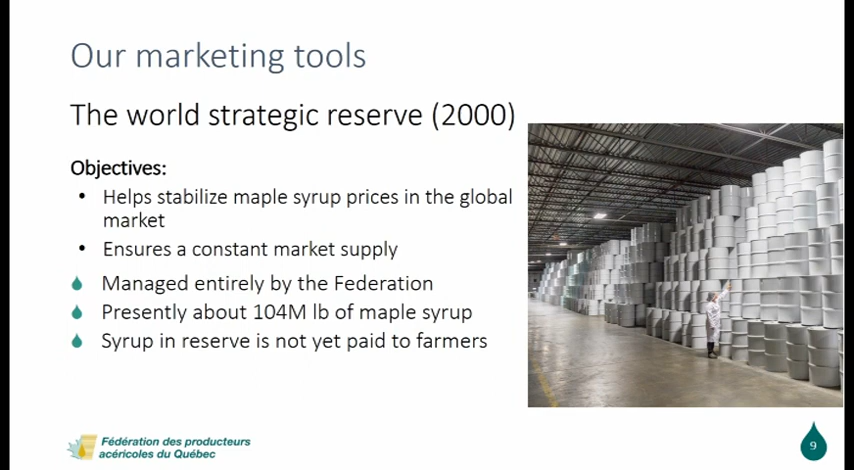 Our marketing tools
The world strategic reserve (2000)
Objectives:
• Helps stabilize maple syrup prices in the global
market
• Ensures a constant market supply
Managed entirely by the Federation
Presently about 104M lb of maple syrup
Syrup in reserve is not yet paid to farmers
Fédération des producteurs
acéricoles du Québec
9